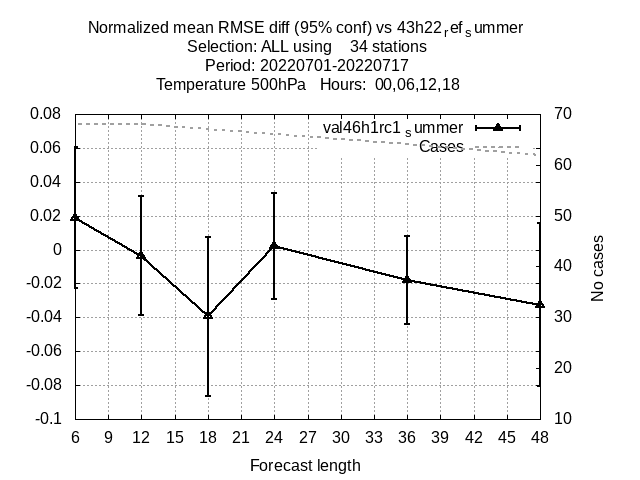 Normalized mean RMSE diff (95% conf) vs 43h22refsummer
Selection: ALL using 34 stations
Period: 20220701-20220717
Temperature 500hPa Hours: 00,06,12,18
0.08
0.06
0.04
0.02
0
-0.02
-0.04
-0.06
-0.08
-0.1
val46h1rc1summer
Cases
70
60
50
40
30
20
10
No cases
6 9 12 15 18 21 24 27 30 33 36 39 42 45 48
Forecast length